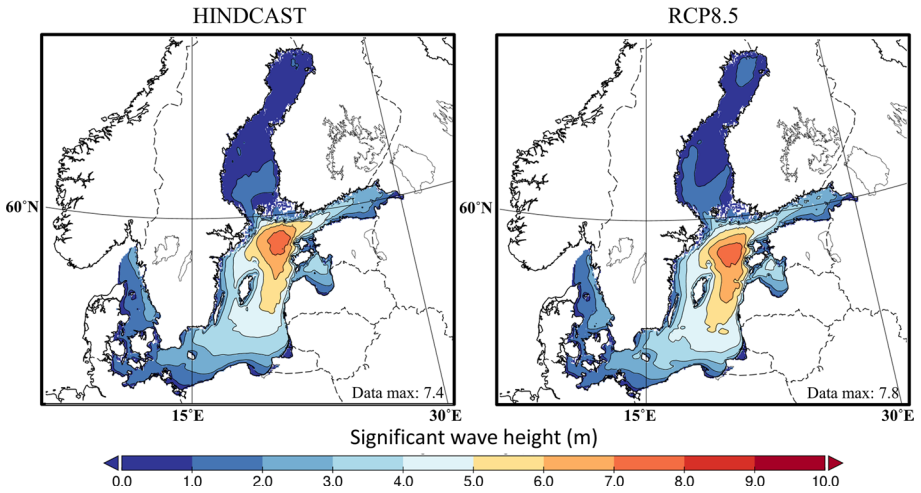 HINDCAST
RCP8.5
60°N
60°N
Data max: 7.4
Data max: 7.8
15°E
30°E
15°E
30°E
Significant wave height (m)
0.0 1.0 2.0 3.0 4.0 5.0 6.0 7.0 8.0 9.0 10.0